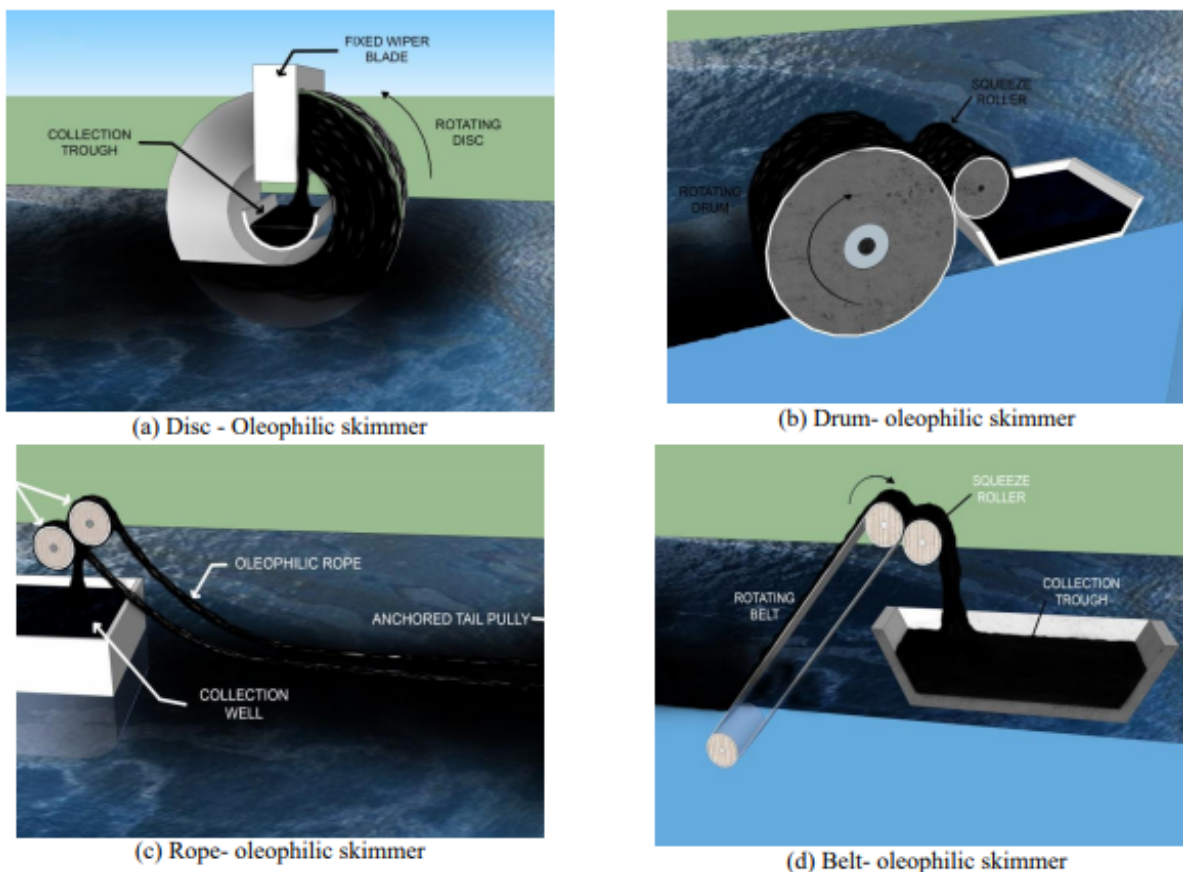 FIXED WIPER
BLADE
COLLECTION
TROUGH
ROTATING
DISC
(a) Disc - Oleophilic skimmer
SQUEEZE
ROLLER
ROTATING
DRUM
(b) Drum- oleophilic skimmer
OLEOPHILIC ROPE
ANCHORED TAIL PULLY
COLLECTION
WELL
(c) Rope- oleophilic skimmer
SQUEEZE
ROLLER
ROTATING
BELT
COLLECTION
TROUGH
(d) Belt- oleophilic skimmer